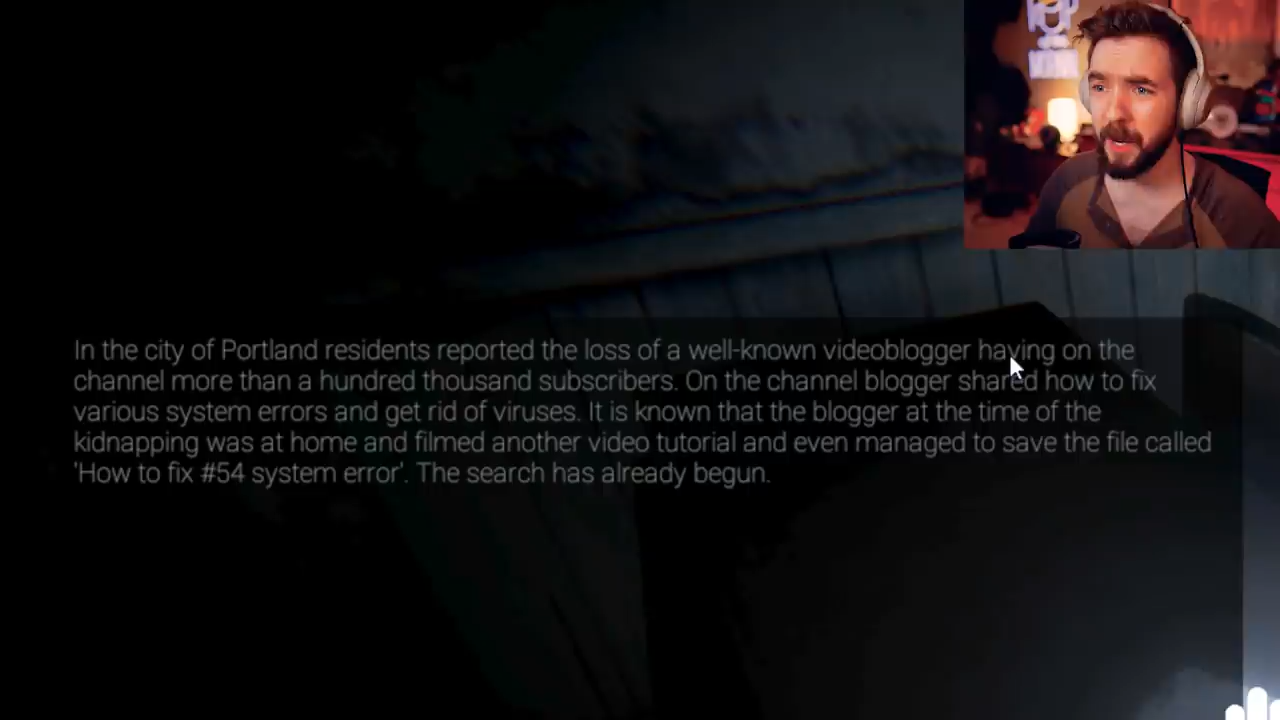 In the city of Portland residents reported the loss of a well-known videoblogger having on the
channel more than a hundred thousand subscribers. On the channel blogger shared how to fix
various system errors and get rid of viruses. It is known that the blogger at the time of the
kidnapping was at home and filmed another video tutorial and even managed to save the file called
'How to fix #54 system error'. The search has already begun.